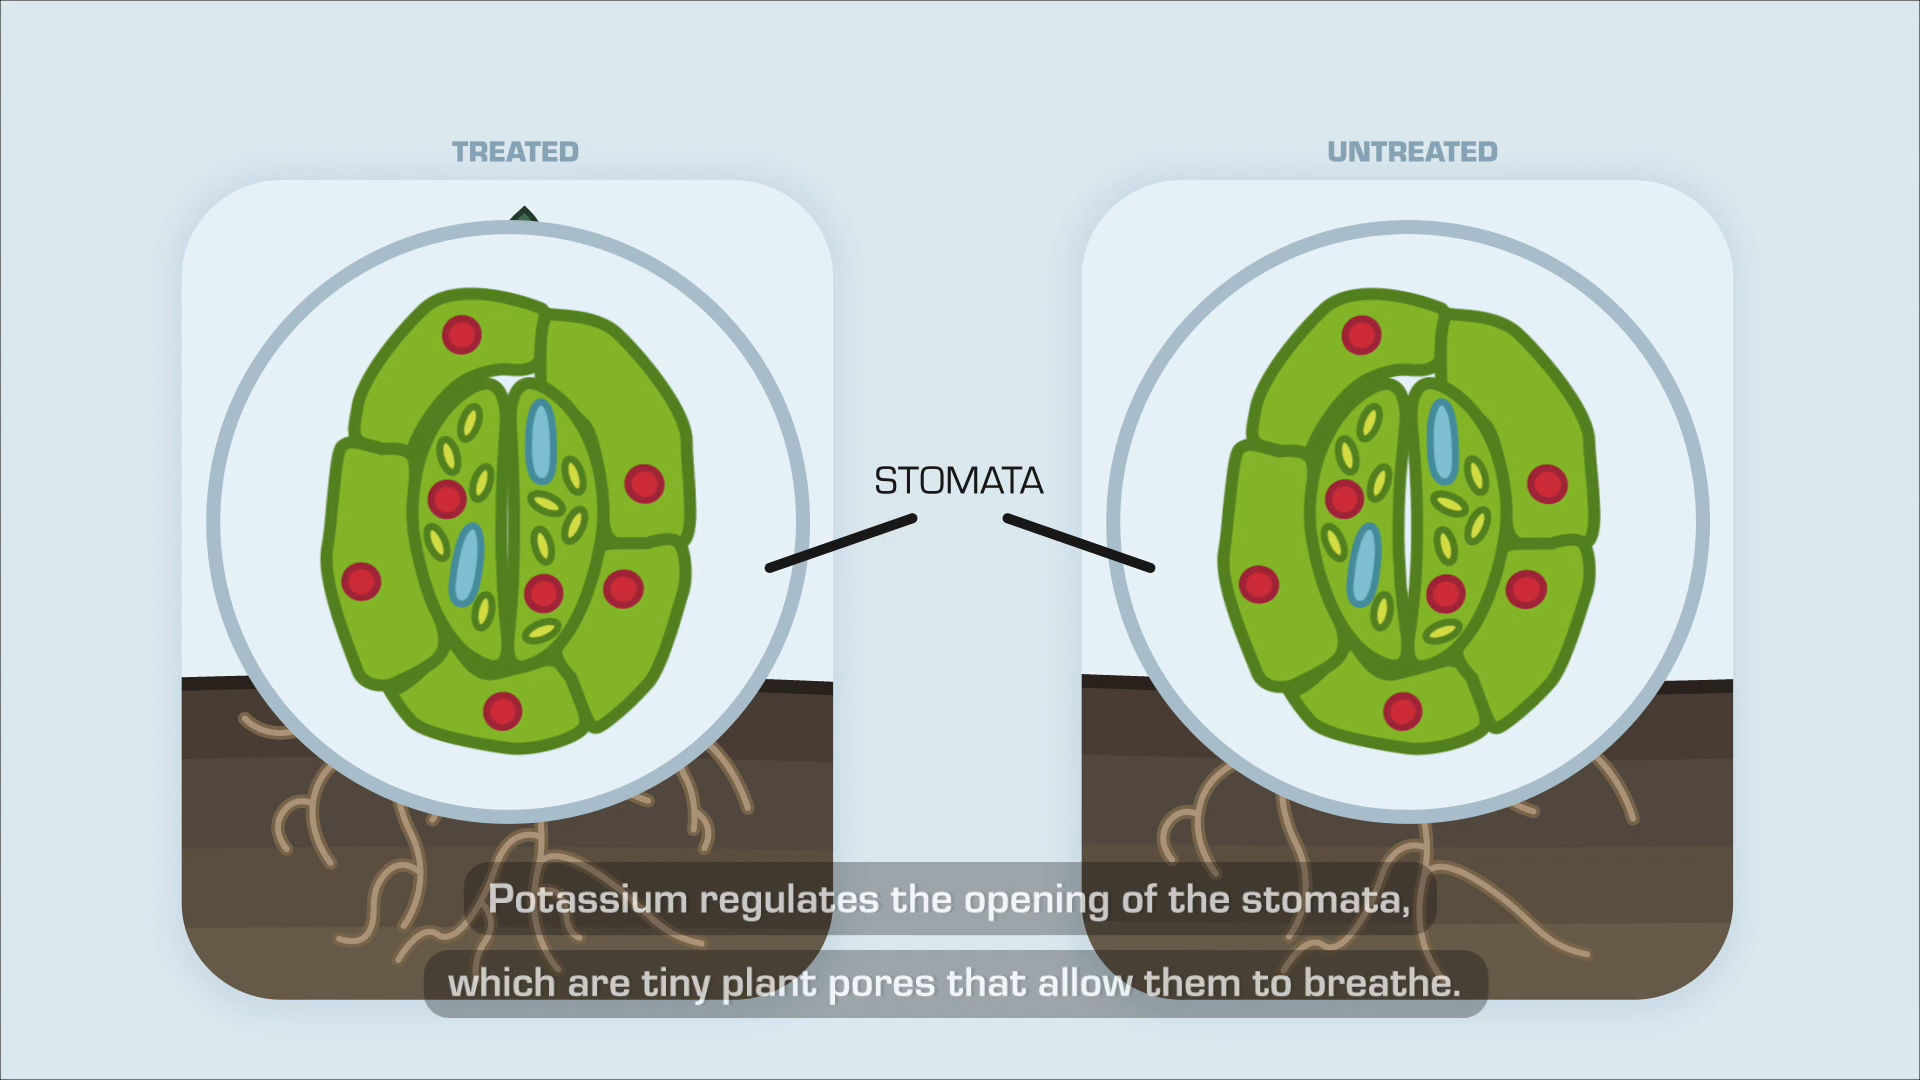 TREATED
UNTREATED
STOMATA
Potassium regulates the opening of the stomata,
which are tiny plant pores that allow them to breathe.